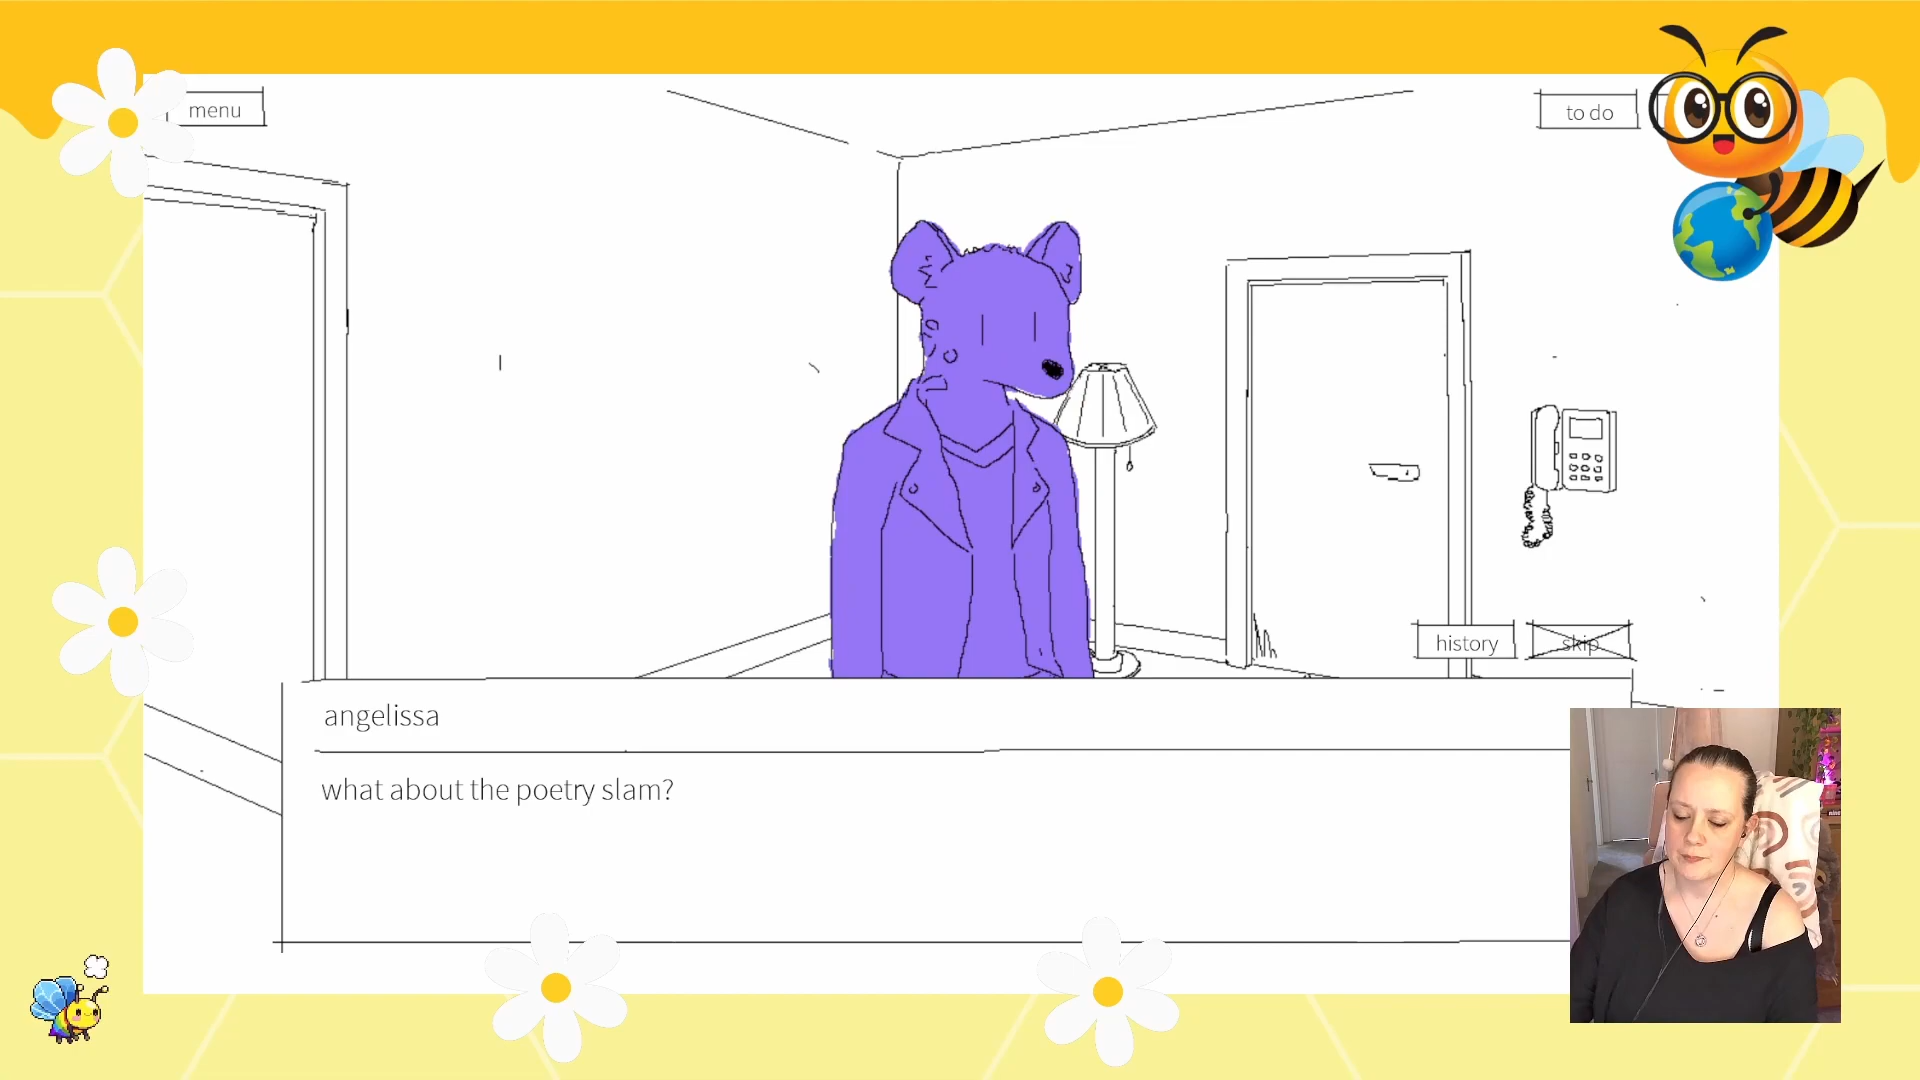 menu
to do
history
skip
angelissa
what about the poetry slam?